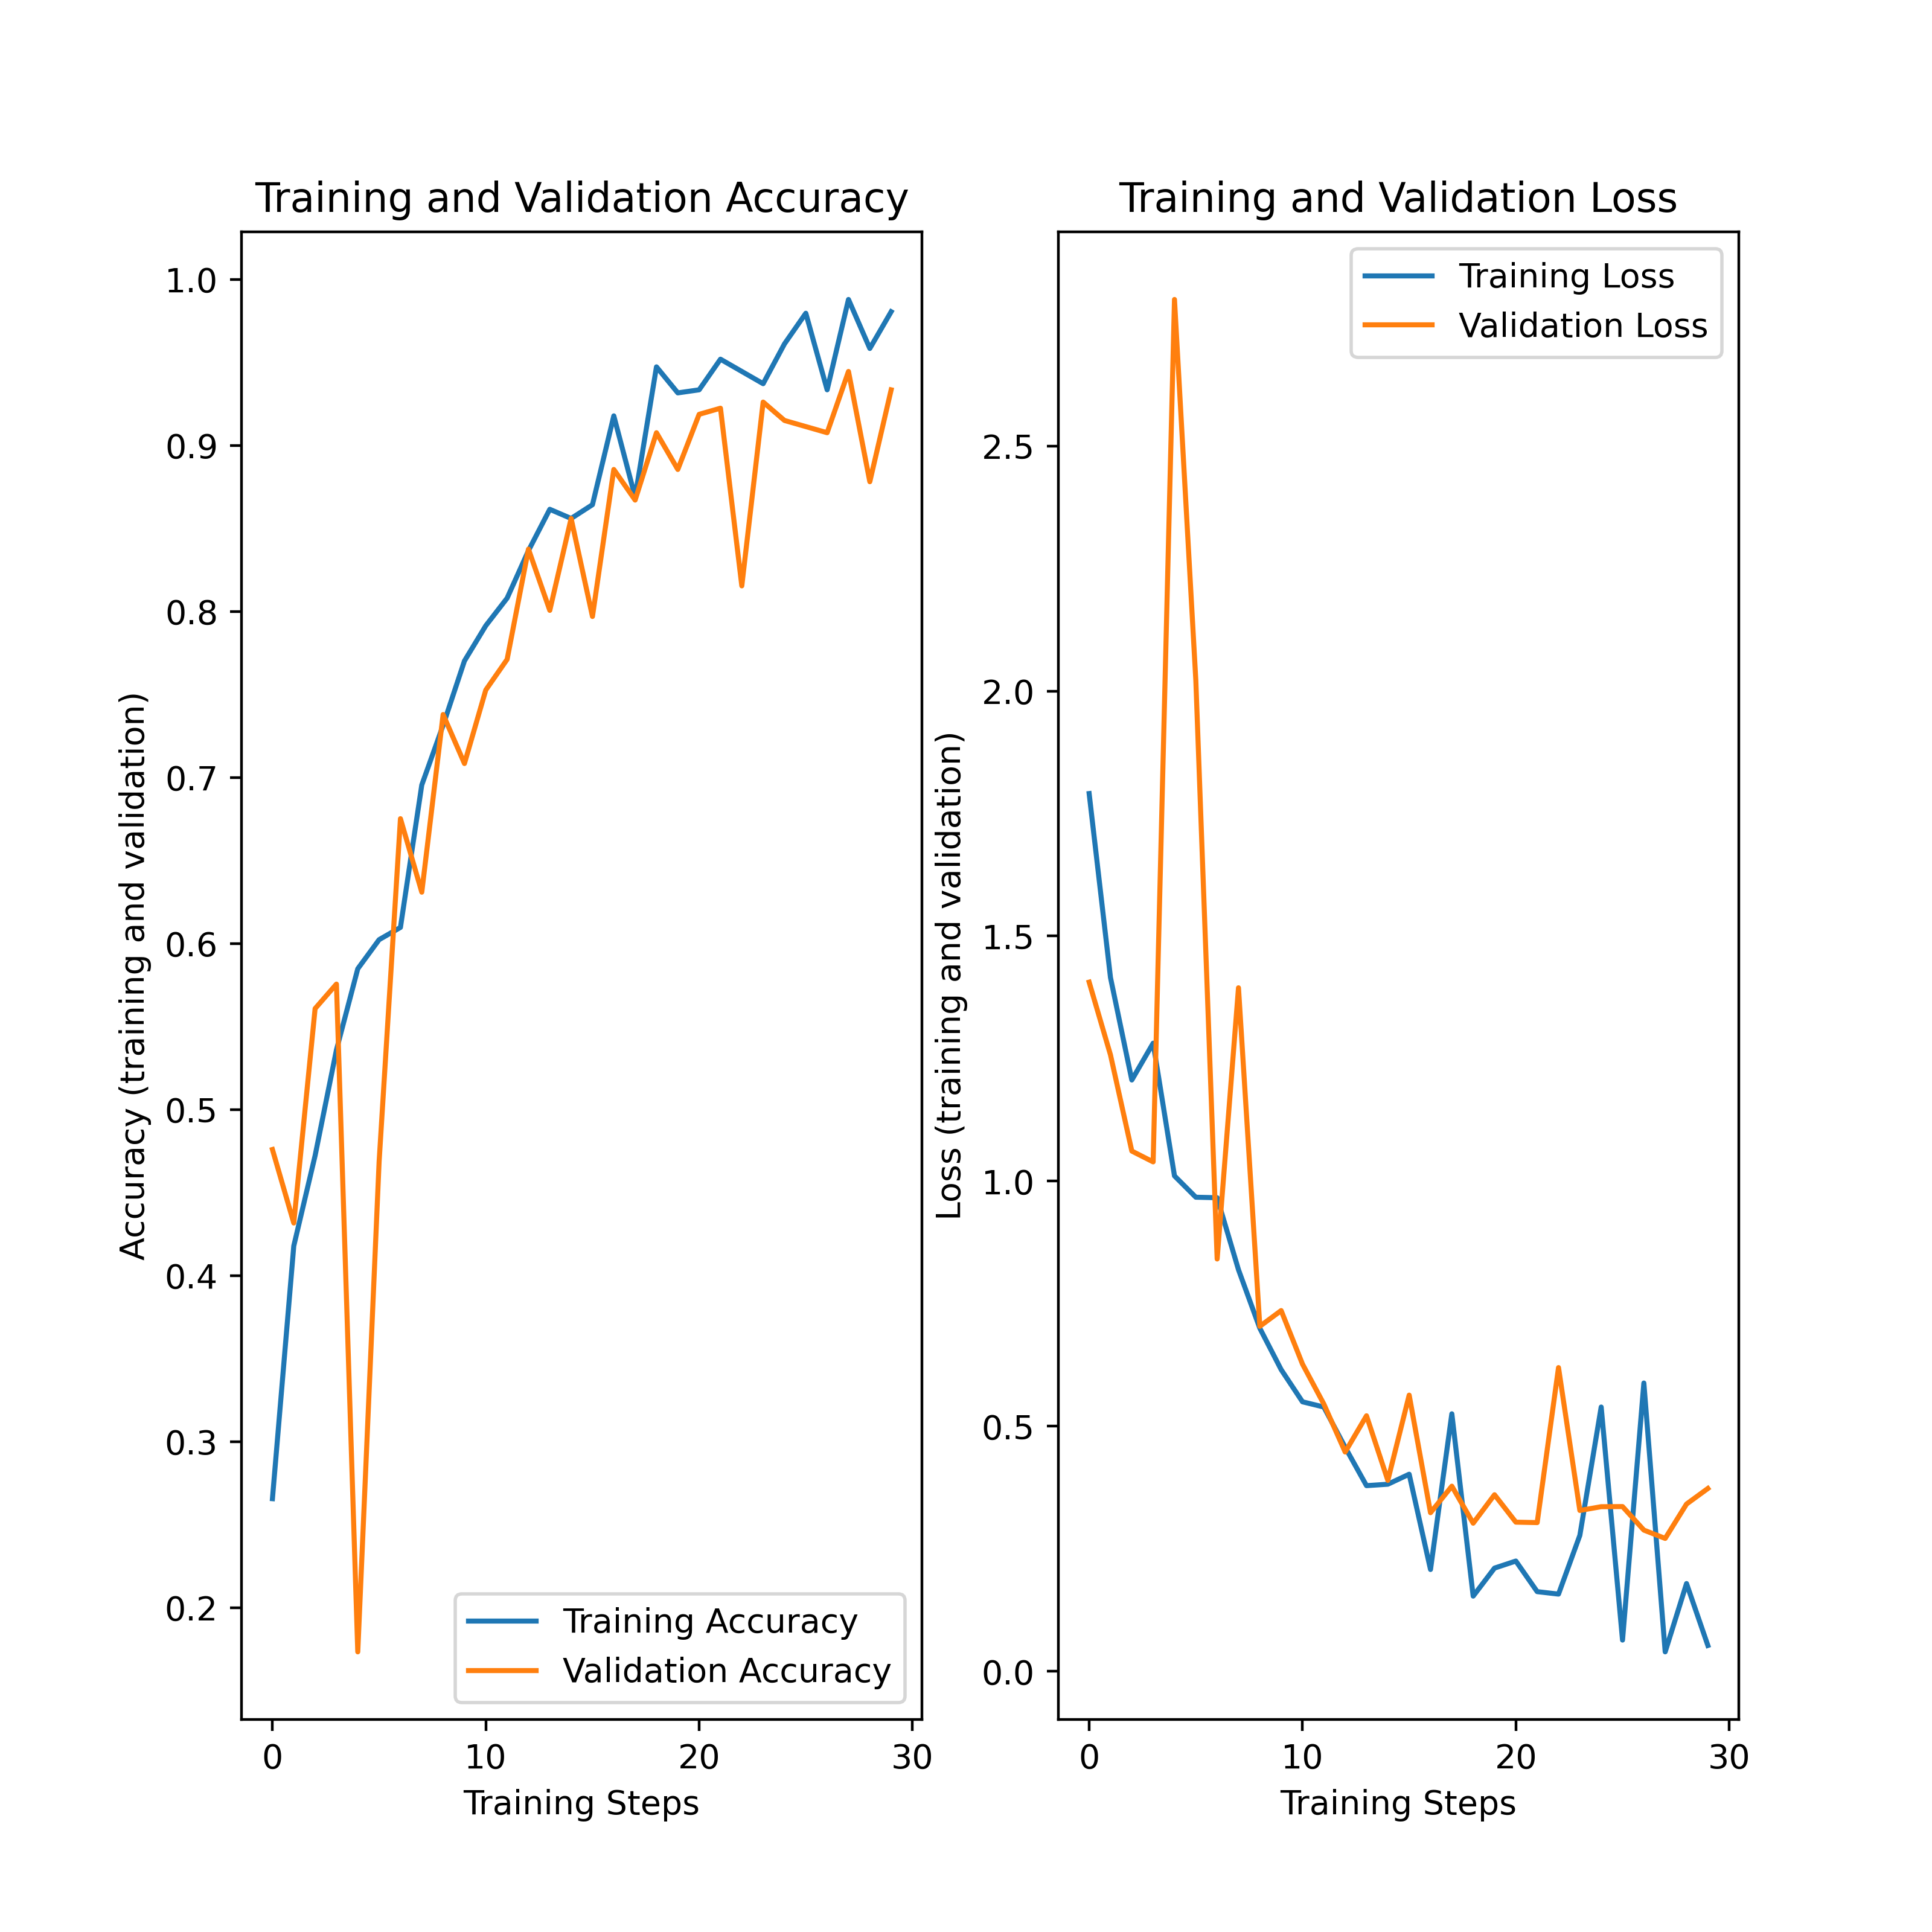 Training and Validation Accuracy
Accuracy (training and validation)
1.0
0.9
0.8
0.7
0.6
0.5
0.4
0.3
0.2
Training Accuracy
Validation Accuracy
0 10 20 30
Training Steps
Training and Validation Loss
Loss (training and validation)
Training Loss
Validation Loss
2.5
2.0
1.5
1.0
0.5
0.0
0 10 20 30
Training Steps